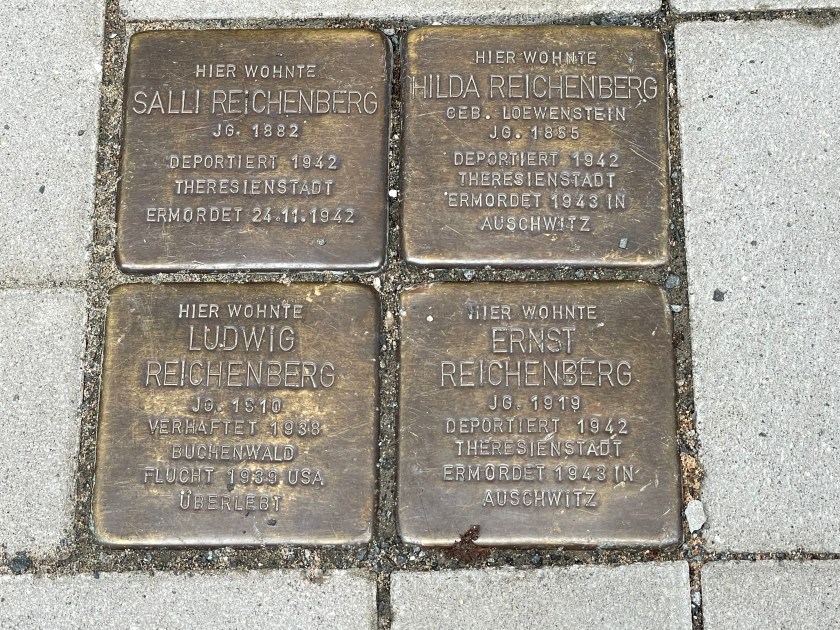 HIER WOHNTE
SALLI REICHENBERG
JG. 1882
DEPORTIERT 1942
THERESIENSTADT
ERMORDET 24.11.1942
HIER WOHNTE
HILDA REICHENBERG
GEB. LOEWENSTEIN
JG.
DEPORTIERT 1942
THERESIENSTADT
ERMORDET 1943 IN
AUSCHWITZ
HIER WOHNTE
LUDWIG
REICHENBERG
JG. 1910
VERHAFTET 1938
BUCHENWALD
FLUCHT 1939 USA
ÜBERLEBT
HIER WOHNTE
ERNST
REICHENBERG
JG. 1919
DEPORTIERT 1942
THERESIENSTADT
ERMORDET 1943 IN
AUSCHWITZ